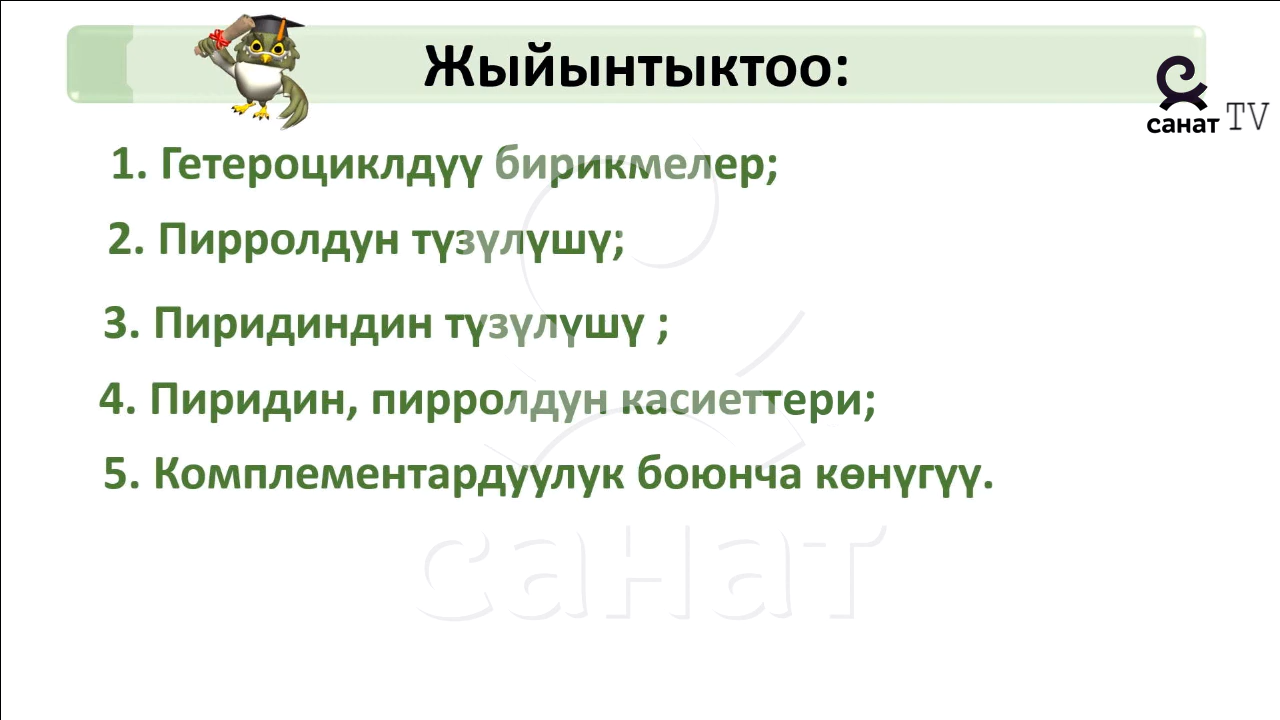 Жыйынтыктоо:
санат TV
1. Гетероциклдүү бирикмелер;
2. Пирролдун түзүлүшү;
3. Пиридиндин түзүлүшү ;
4. Пиридин, пирролдун касиеттери;
5. Комплементардуулук боюнча көнүгүү.
санат